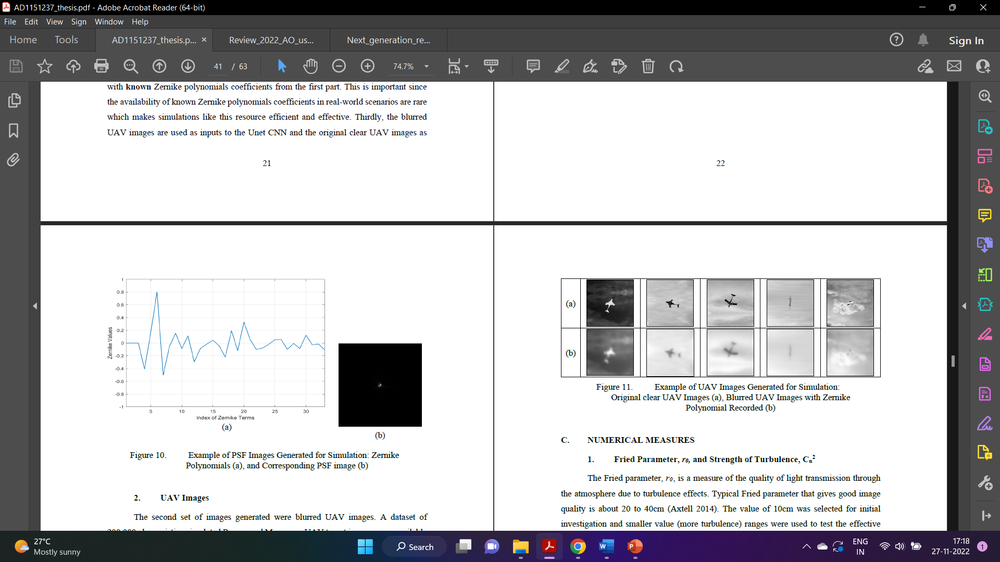 AD1151237_thesis.pdf - Adobe Acrobat Reader (64-bit)
File Edit View Sign Window Help
Home Tools AD1151237_thesis.p... × Review_2022_AO_us... Next_generation_re... Sign In
41 / 63 74.7%
with known Zernike polynomials coefficients from the first part. This is important since
the availability of known Zernike polynomials coefficients in real-world scenarios are rare
which makes simulations like this resource efficient and effective. Thirdly, the blurred
UAV images are used as inputs to the Unet CNN and the original clear UAV images as
21
22
1
0.8
0.6
0.4
0.2
0
-0.2
-0.4
-0.6
-0.8
-1
Zernike Values
5 10 15 20 25 30
Index of Zernike Terms
(a)
(b)
Figure 10. Example of PSF Images Generated for Simulation: Zernike
Polynomials (a), and Corresponding PSF image (b)
2. UAV Images
The second set of images generated were blurred UAV images. A dataset of
(a)
(b)
Figure 11. Example of UAV Images Generated for Simulation:
Original clear UAV Images (a), Blurred UAV Images with Zernike
Polynomial Recorded (b)
C. NUMERICAL MEASURES
1. Fried Parameter, r0, and Strength of Turbulence, Cn2
The Fried parameter, r0, is a measure of the quality of light transmission through
the atmosphere due to turbulence effects. Typical Fried parameter that gives good image
quality is about 20 to 40cm (Axtell 2014). The value of 10cm was selected for initial
investigation and smaller value (more turbulence) ranges were used to test the effective
27°C
Mostly sunny
Search
ENG
IN
17:18
27-11-2022
1